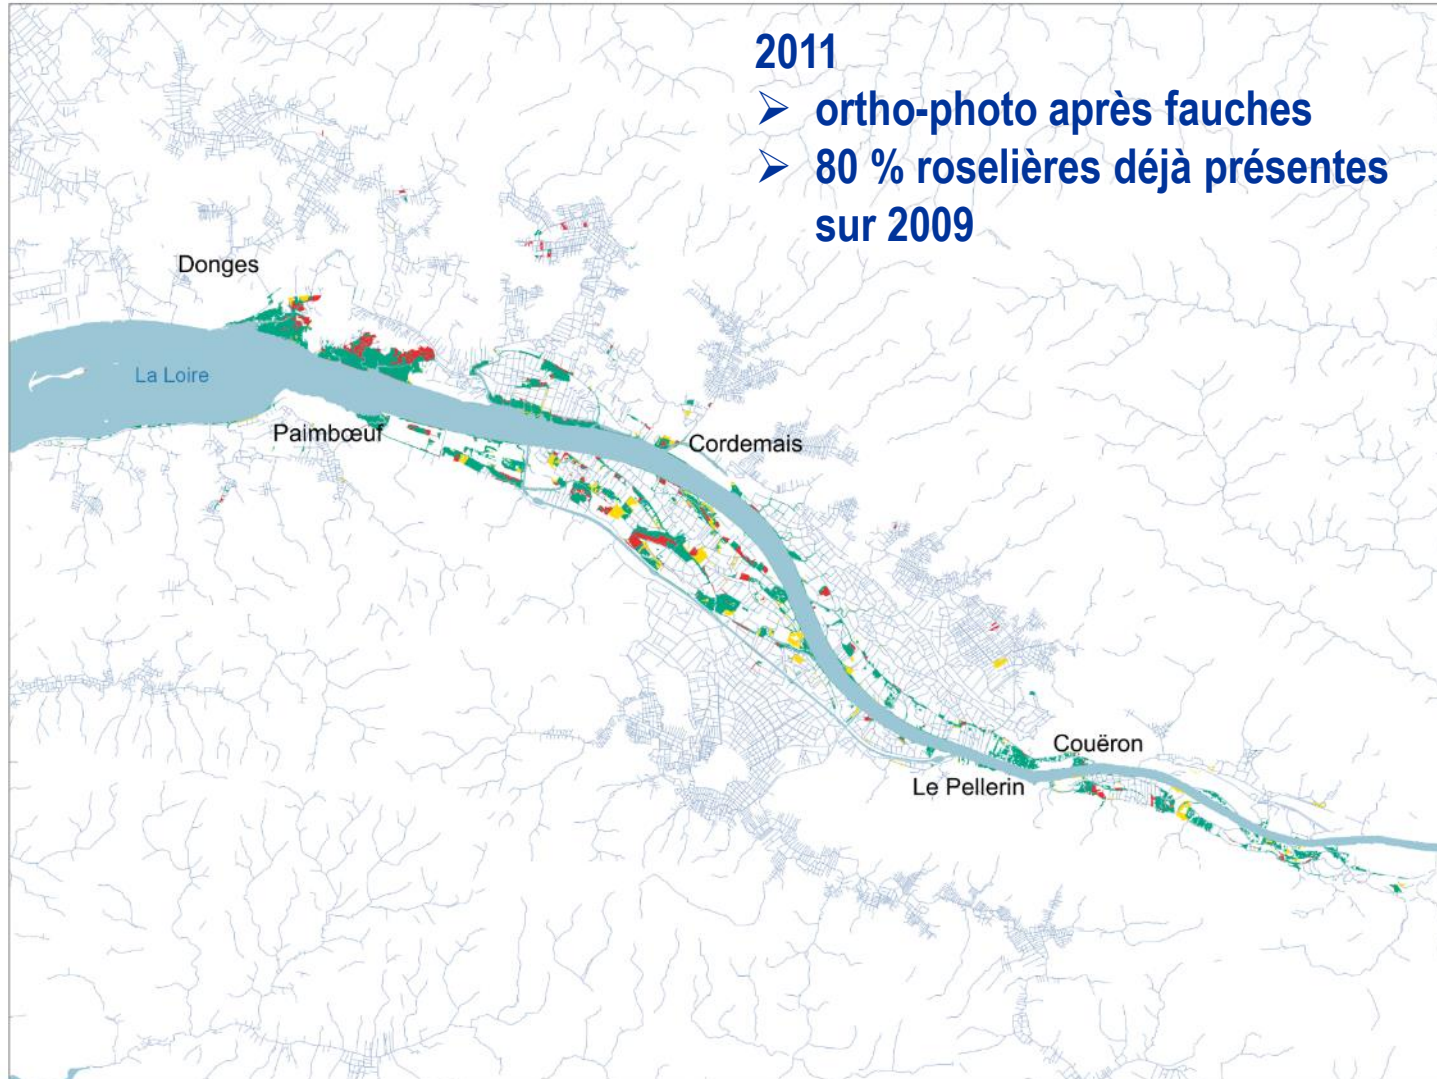 2011
➢ ortho-photo après fauches
➢ 80 % roselières déjà présentes
sur 2009
Donges
La Loire
Paimbœuf
Cordemais
Couëron
Le Pellerin